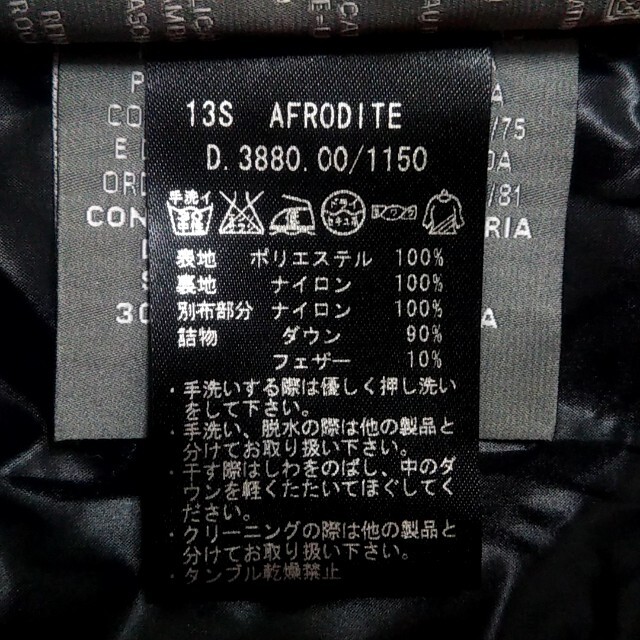 13S AFRODITE
D.3880.00/1150
手洗イ
表地 ポリエステル 100%
裏地 ナイロン 100%
別布部分 ナイロン 100%
詰物 ダウン 90%
フェザー 10%
・手洗いする際は優しく押し洗い
をして下さい。
・手洗い、脱水の際は他の製品と
分けてお取り扱い下さい。
・干す際はしわをのばし、中のダ
ウンを軽くたたいてほぐしてく
ださい。
・クリーニングの際は他の製品と
分けてお取り扱い下さい。
・タンブル乾燥禁止
/75
/81
ORD
CON
RIA
30